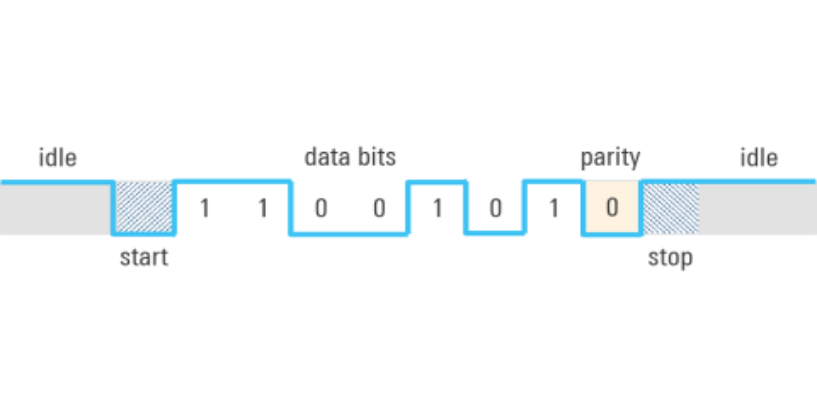 idle data bits parity idle
1 1 0 0 1 0 1 0
start stop